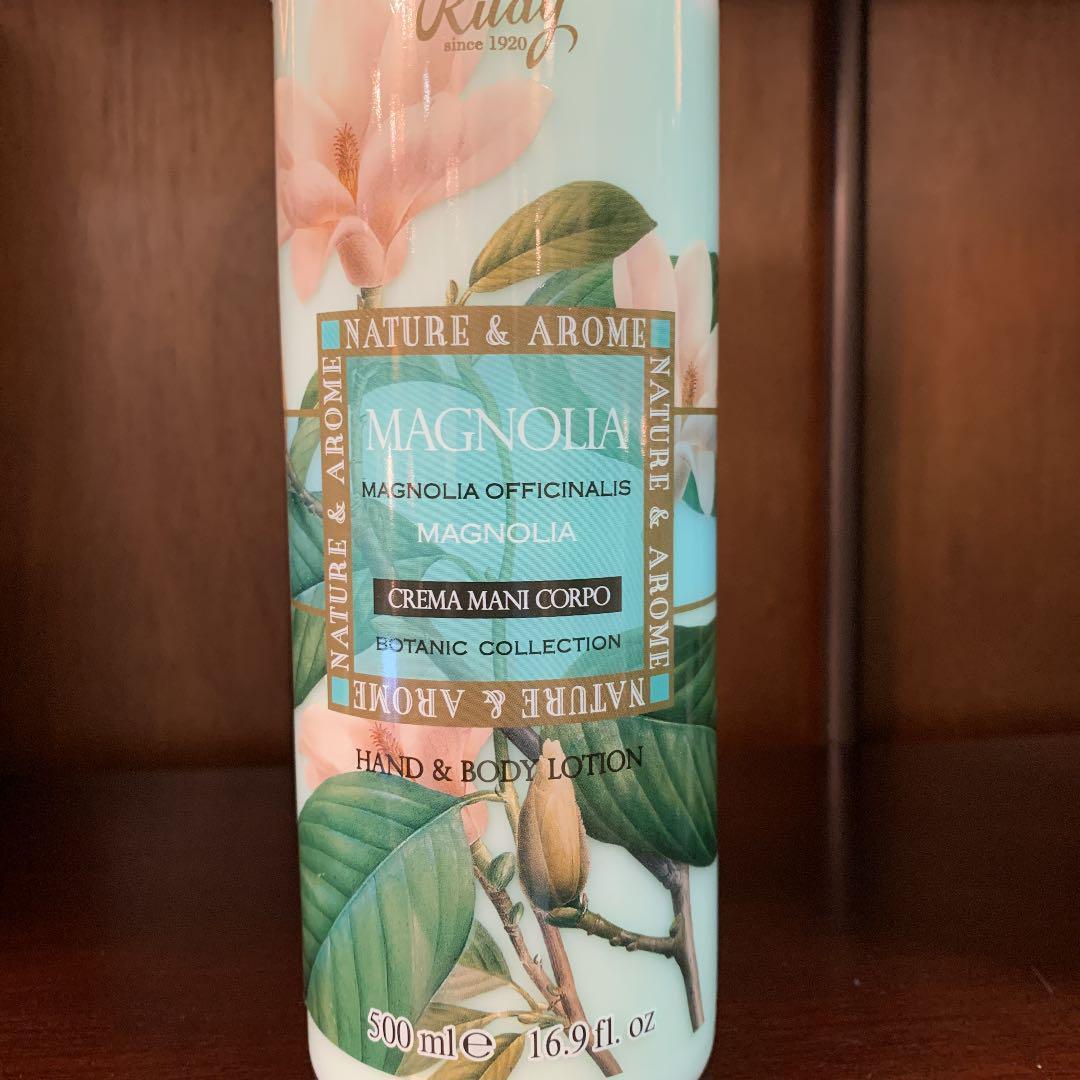 Rudy
since 1920
NATURE & AROME
NATURE & AROME
NATURE & AROME
MAGNOLIA
MAGNOLIA OFFICINALIS
MAGNOLIA
CREMA MANI CORPO
BOTANIC COLLECTION
NATURE & AROME
HAND & BODY LOTION
500 ml ℮ 16.9 fl. oz